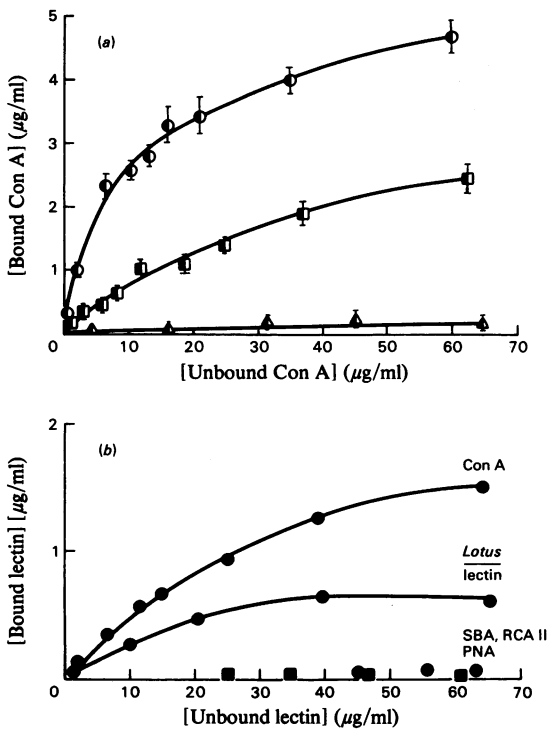 (a)
[Bound Con A] (µg/ml)
5
4
3
2
1
0
10
20
30
40
50
60
70
[Unbound Con A] (µg/ml)
(b)
[Bound lectin] [µg/ml)
2
1
0
Con A
Lotus
lectin
SBA, RCA II
PNA
10
20
30
40
50
60
70
[Unbound lectin] (µg/ml)